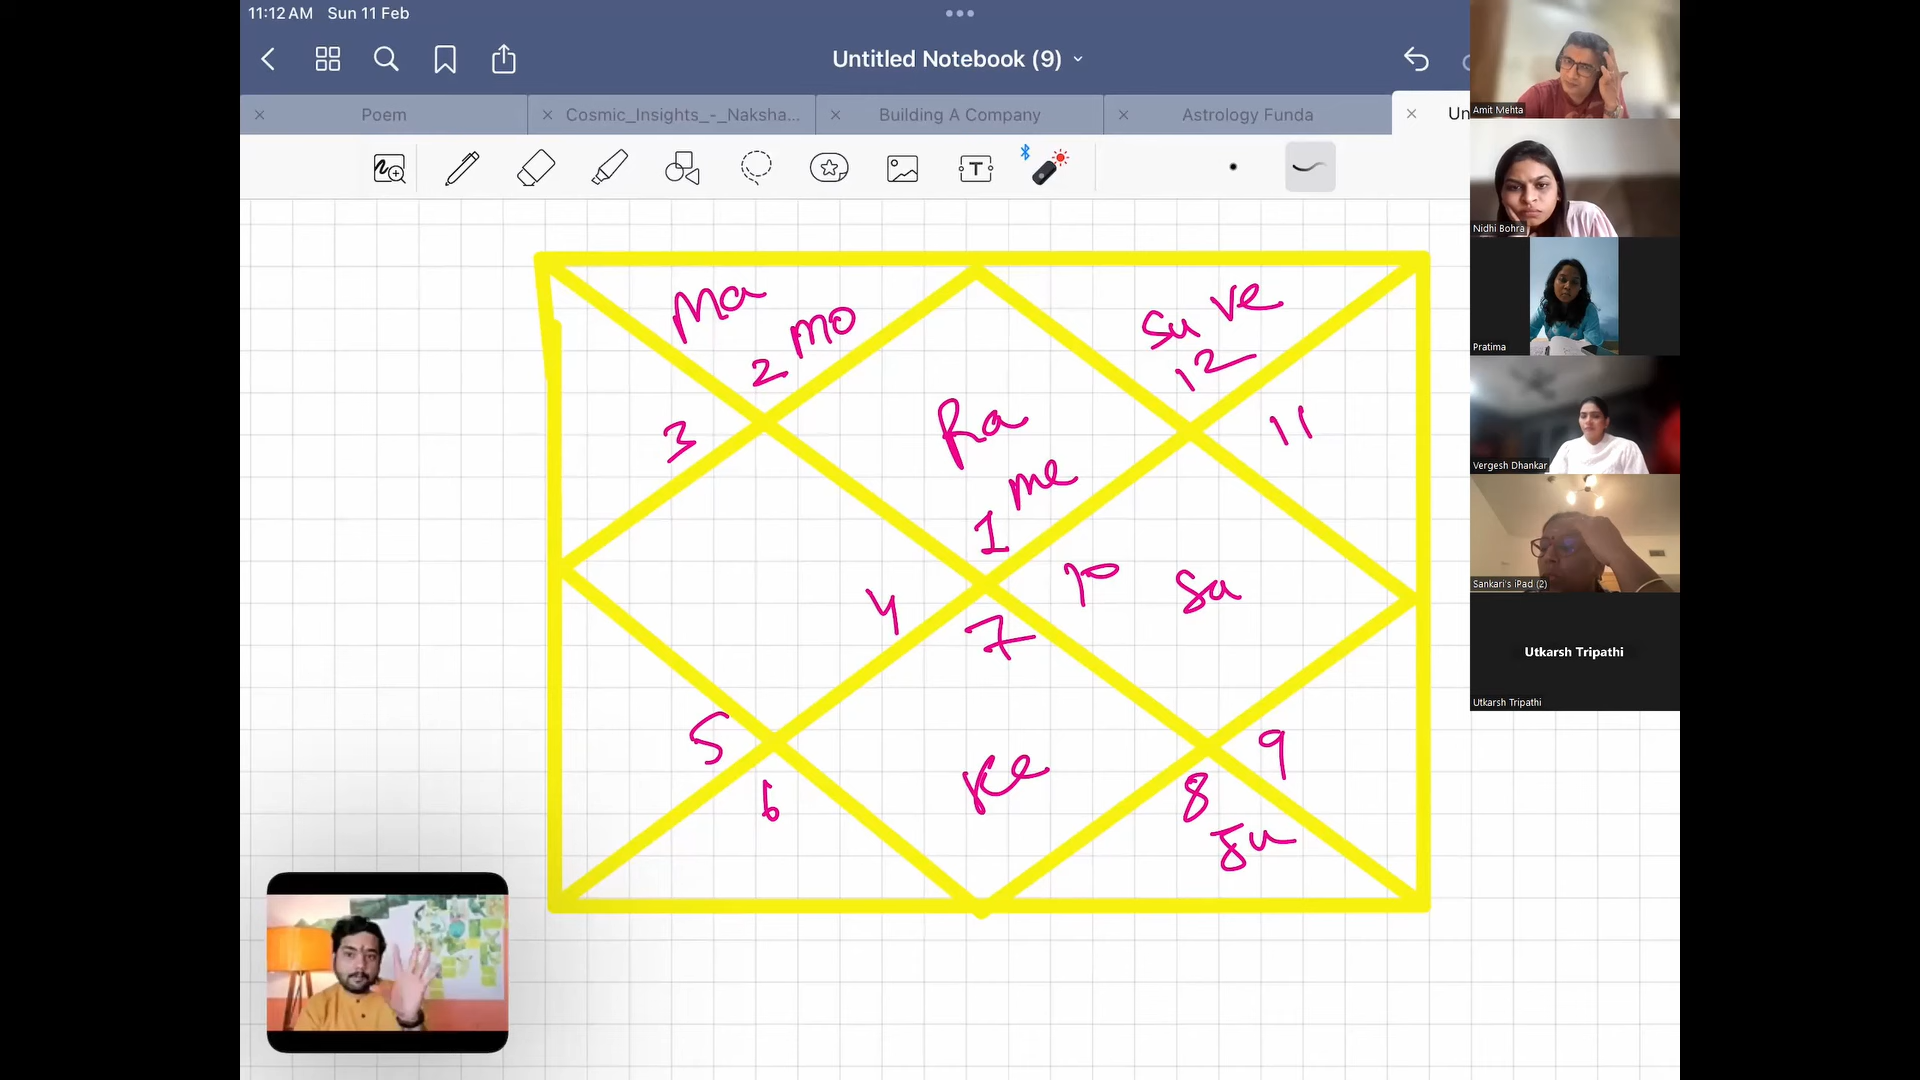 11:12 AM Sun 11 Feb
Untitled Notebook (9)
Poem
Cosmic_Insights_-_Naksha...
Building A Company
Astrology Funda
Un
T
Ma
Mo
2
Su Ve
12
3
Ra
11
Me
1
10
Sa
4
7
5
9
6
Ke
8
Ju
Amit Mehta
Nidhi Bohra
Pratima
Vergesh Dhankar
Sankari's iPad (2)
Utkarsh Tripathi
Utkarsh Tripathi